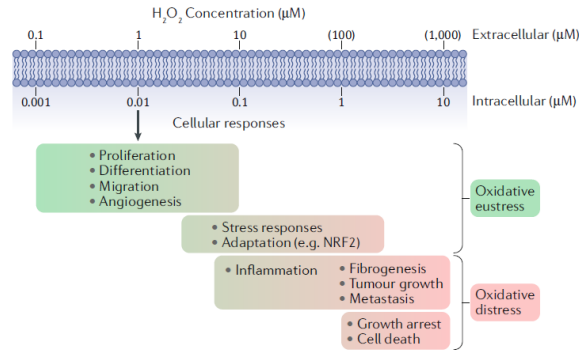 H₂O₂ Concentration (µM)
0.1 1 10 (100) (1,000) Extracellular (µM)
0.001 0.01 0.1 1 10 Intracellular (µM)
Cellular responses
• Proliferation
• Differentiation
• Migration
• Angiogenesis
• Stress responses
• Adaptation (e.g. NRF2)
Oxidative
eustress
• Inflammation
• Fibrogenesis
• Tumour growth
• Metastasis
• Growth arrest
• Cell death
Oxidative
distress